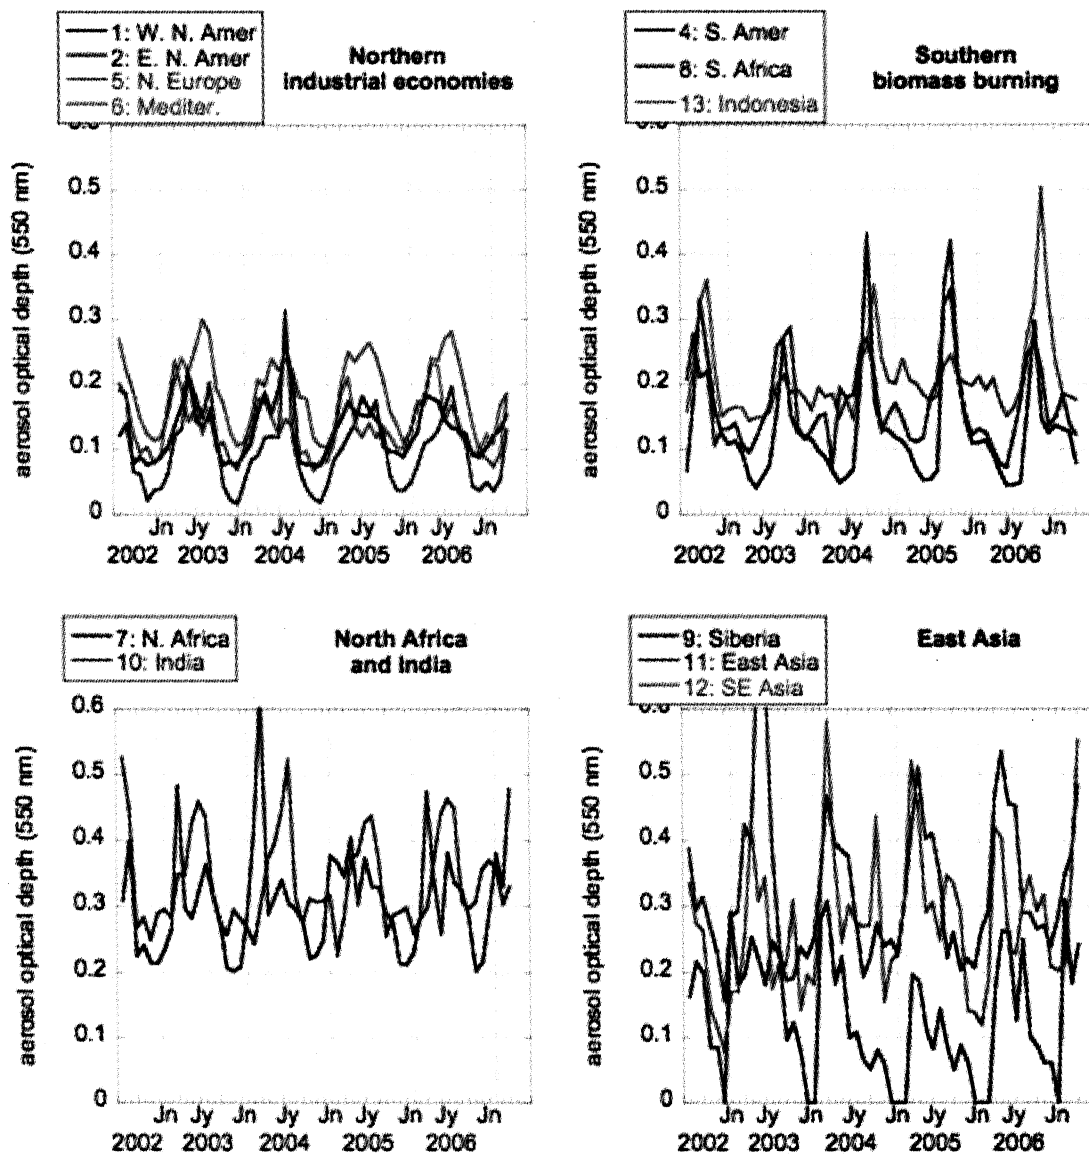 1: W. N. Amer
2: E. N. Amer
5: N. Europe
6: Mediter.
Northern
industrial economies
aerosol optical depth (550 nm)
0.5
0.4
0.3
0.2
0.1
0
Jn Jy Jn Jy Jn Jy Jn Jy Jn
2002 2003 2004 2005 2006
4: S. Amer
8: S. Africa
13: Indonesia
Southern
biomass burning
aerosol optical depth (550 nm)
0.5
0.4
0.3
0.2
0.1
0
Jn Jy Jn Jy Jn Jy Jn Jy Jn
2002 2003 2004 2005 2006
7: N. Africa
10: India
North Africa
and India
aerosol optical depth (550 nm)
0.6
0.5
0.4
0.3
0.2
0.1
0
Jn Jy Jn Jy Jn Jy Jn Jy Jn
2002 2003 2004 2005 2006
9: Siberia
11: East Asia
12: SE Asia
East Asia
aerosol optical depth (550 nm)
0.5
0.4
0.3
0.2
0.1
0
Jn Jy Jn Jy Jn Jy Jn Jy Jn
2002 2003 2004 2005 2006